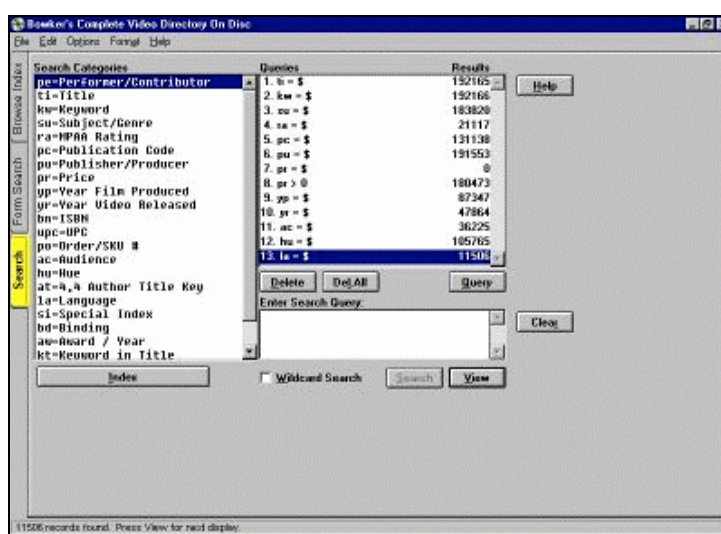 Bowker's Complete Video Directory On Disc
File Edit Options Format Help
Browse Index
Form Search
Search
Search Categories
pe=Performer/Contributor
ti=Title
kw=Keyword
su=Subject/Genre
ra=MPAA Rating
pc=Publication Code
pu=Publisher/Producer
pr=Price
yp=Year Film Produced
yr=Year Video Released
bn=ISBN
upc=UPC
po=Order/SKU #
ac=Audience
hu=Hue
at=4,4 Author Title Key
la=Language
si=Special Index
bd=Binding
aw=Award / Year
kt=Keyword in Title
Index
Queries Results
1. ti = $ 192165
2. kw = $ 192166
3. su = $ 183820
4. ra = $ 21117
5. pc = $ 131138
6. pu = $ 191553
7. pr = $ 0
8. pr > 0 180473
9. yp = $ 87347
10. yr = $ 47864
11. ac = $ 36225
12. hu = $ 105765
13. la = $ 11506
Delete Del All Query
Enter Search Query:
Wildcard Search Search View
Help
Clear
11506 records found. Press View for next display.